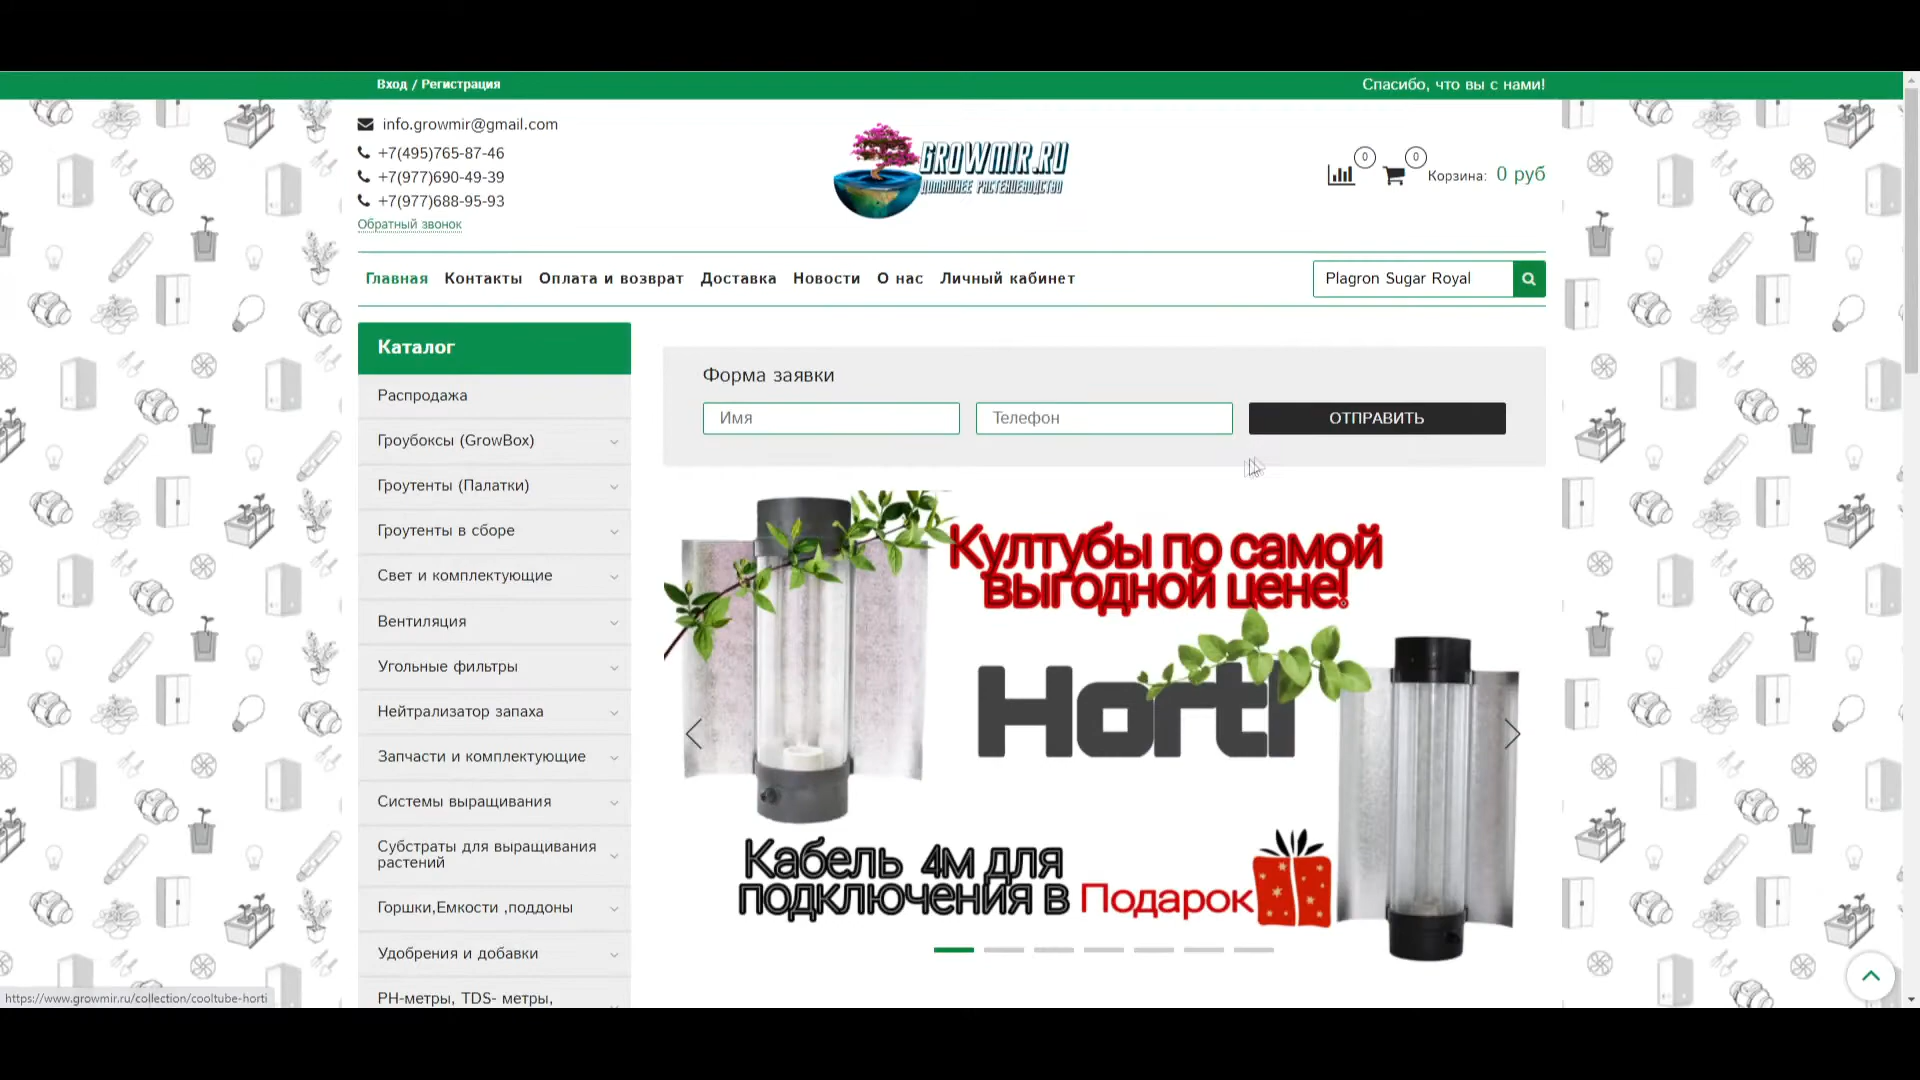 Вход / Регистрация
Спасибо, что вы с нами!
info.growmir@gmail.com
+7(495)765-87-46
+7(977)690-49-39
+7(977)688-95-93
Обратный звонок
GROWMIR.RU
ДОМАШНЕЕ РАСТЕНИЕВОДСТВО
0
0
Корзина: 0 руб
Главная Контакты Оплата и возврат Доставка Новости О нас Личный кабинет
Plagron Sugar Royal
Каталог
Распродажа
Гроубоксы (GrowBox)
Гроутенты (Палатки)
Гроутенты в сборе
Свет и комплектующие
Вентиляция
Угольные фильтры
Нейтрализатор запаха
Запчасти и комплектующие
Системы выращивания
Субстраты для выращивания
растений
Горшки,Емкости ,поддоны
Удобрения и добавки
PH-метры, TDS- метры,
Форма заявки
Имя
Телефон
ОТПРАВИТЬ
Култубы по самой
выгодной цене!
Horti
Кабель 4м для
подключения в Подарок
https://www.growmir.ru/collection/cooltube-horti